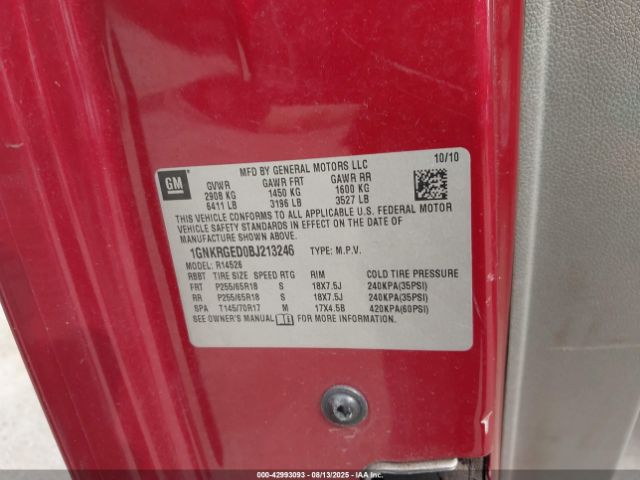 GM
MFD BY GENERAL MOTORS LLC 10/10
GVWR GAWR FRT GAWR RR
2908 KG 1450 KG 1600 KG
6411 LB 3196 LB 3527 LB
THIS VEHICLE CONFORMS TO ALL APPLICABLE U.S. FEDERAL MOTOR
VEHICLE SAFETY STANDARDS IN EFFECT ON THE DATE OF
MANUFACTURE SHOWN ABOVE.
1GNKRGED0BJ213246 TYPE: M.P.V.
MODEL: R14526
RBBT TIRE SIZE SPEED RTG RIM COLD TIRE PRESSURE
FRT P255/65R18 S 18X7.5J 240KPA(35PSI)
RR P255/65R18 S 18X7.5J 240KPA(35PSI)
SPA T145/70R17 M 17X4.5B 420KPA(60PSI)
SEE OWNER'S MANUAL FOR MORE INFORMATION.
00-42993093 - 08/13/2025 - copyright IAA, LLC